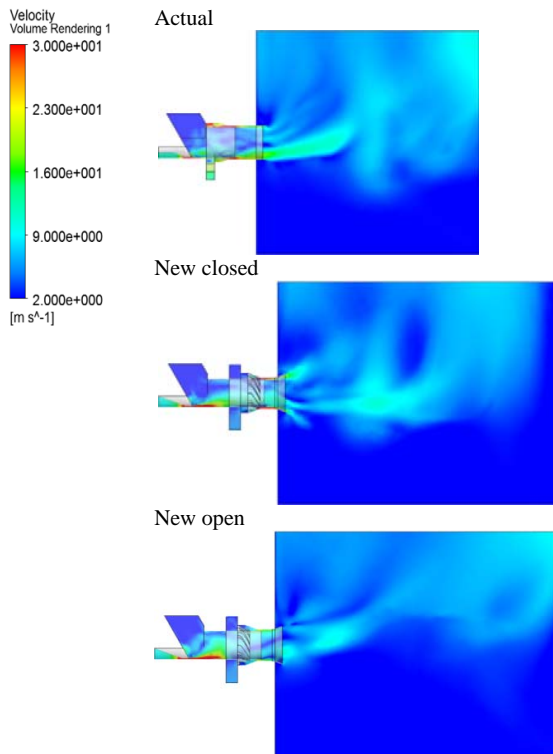 Velocity
Volume Rendering 1
3.000e+001
2.300e+001
1.600e+001
9.000e+000
2.000e+000
[m s^-1]
Actual
New closed
New open